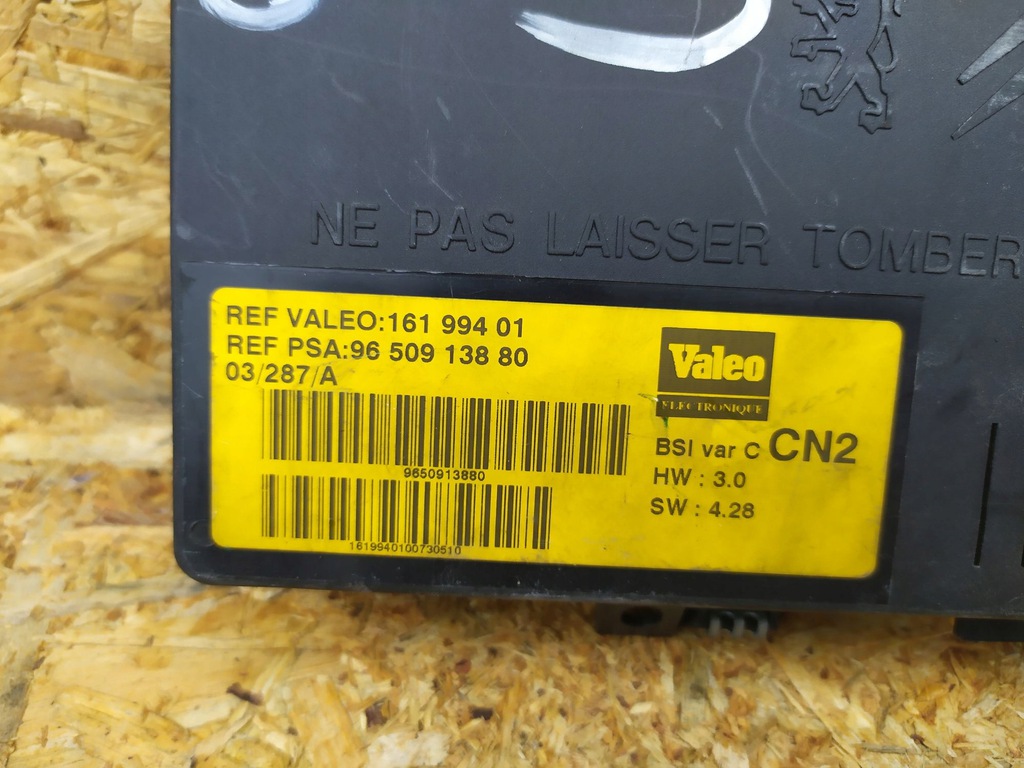 NE PAS LAISSER TOMBER
REF VALEO:161 994 01
REF PSA:96 509 138 80
03/287/A
9650913880
1619940100730510
Valeo
ELECTRONIQUE
BSI var C CN2
HW : 3.0
SW : 4.28